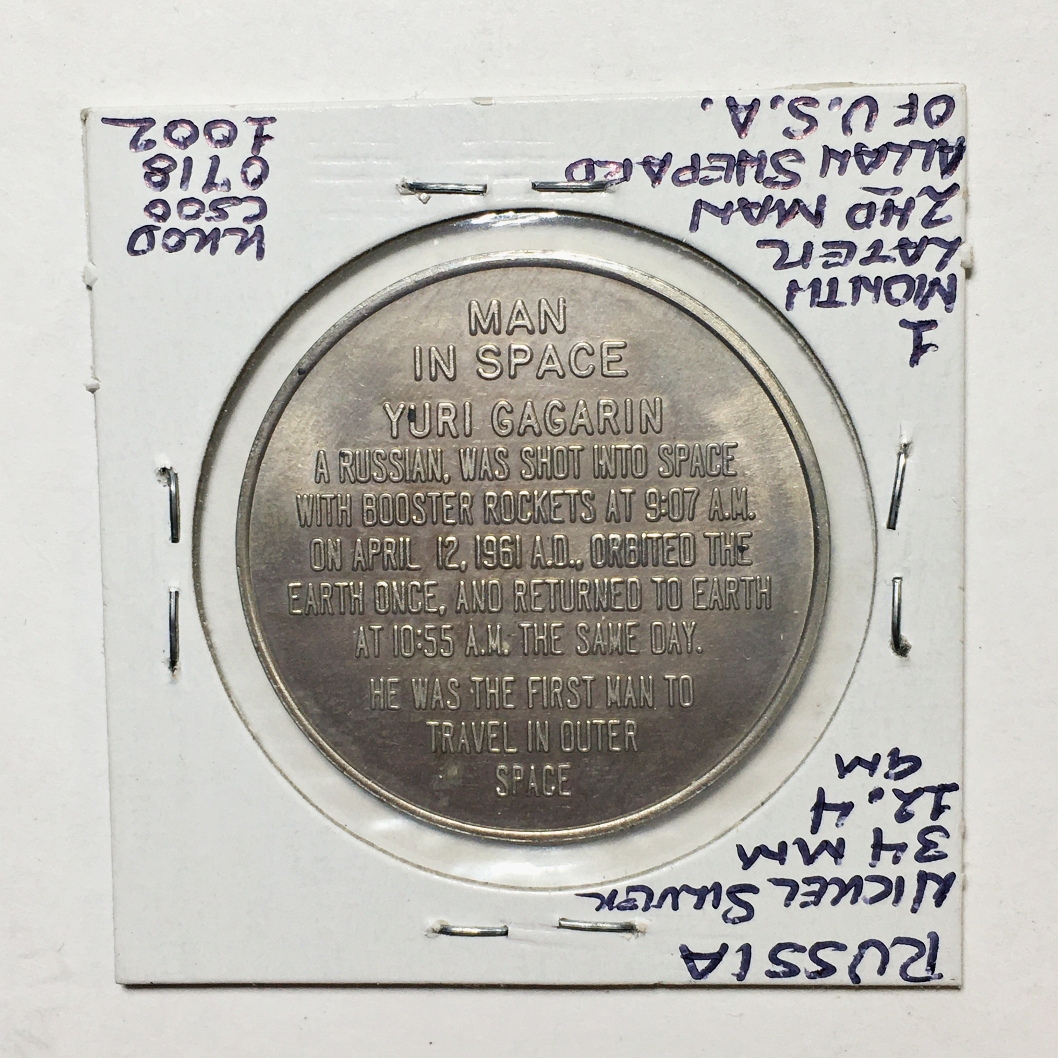 MAN
IN SPACE
YURI GAGARIN
A RUSSIAN, WAS SHOT INTO SPACE
WITH BOOSTER ROCKETS AT 9:07 A.M.
ON APRIL 12, 1961 A.D., ORBITED THE
EARTH ONCE, AND RETURNED TO EARTH
AT 10:55 A.M. THE SAME DAY.
HE WAS THE FIRST MAN TO
TRAVEL IN OUTER
SPACE
RUSSIA
NICKEL SILVER
34 MM
12.4
GM
1
MONTH
LATER
2ND MAN
ALLAN SHEPARD
OF U.S.A.
CSOO
0718
1002